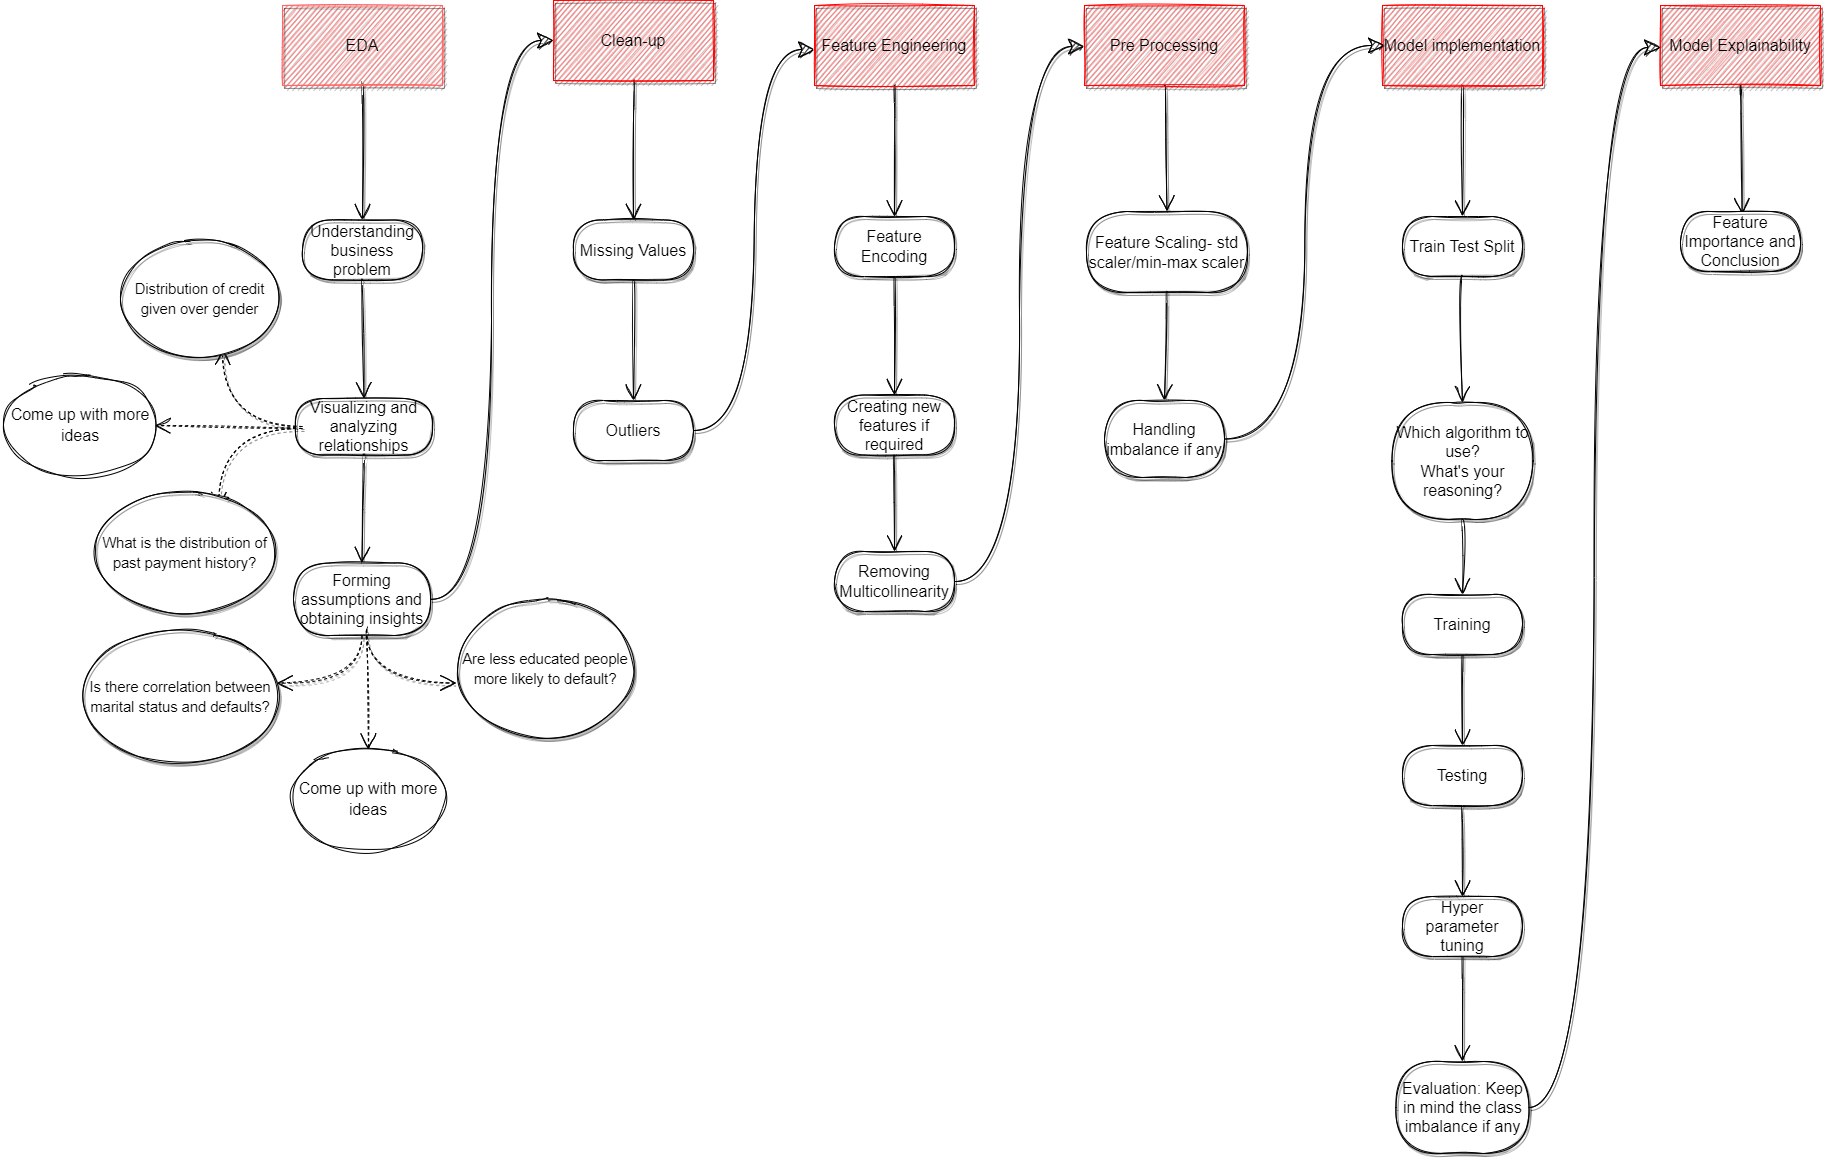 EDA
Clean-up
Feature Engineering
Pre Processing
Model implementation
Model Explainability
Understanding
business
problem
Distribution of credit
given over gender
Come up with more
ideas
Visualizing and
analyzing
relationships
What is the distribution of
past payment history?
Forming
assumptions and
obtaining insights
Is there correlation between
marital status and defaults?
Are less educated people
more likely to default?
Come up with more
ideas
Missing Values
Outliers
Feature
Encoding
Creating new
features if
required
Removing
Multicollinearity
Feature Scaling- std
scaler/min-max scaler
Handling
imbalance if any
Train Test Split
Which algorithm to
use?
What's your
reasoning?
Training
Testing
Hyper
parameter
tuning
Evaluation: Keep
in mind the class
imbalance if any
Feature
Importance and
Conclusion